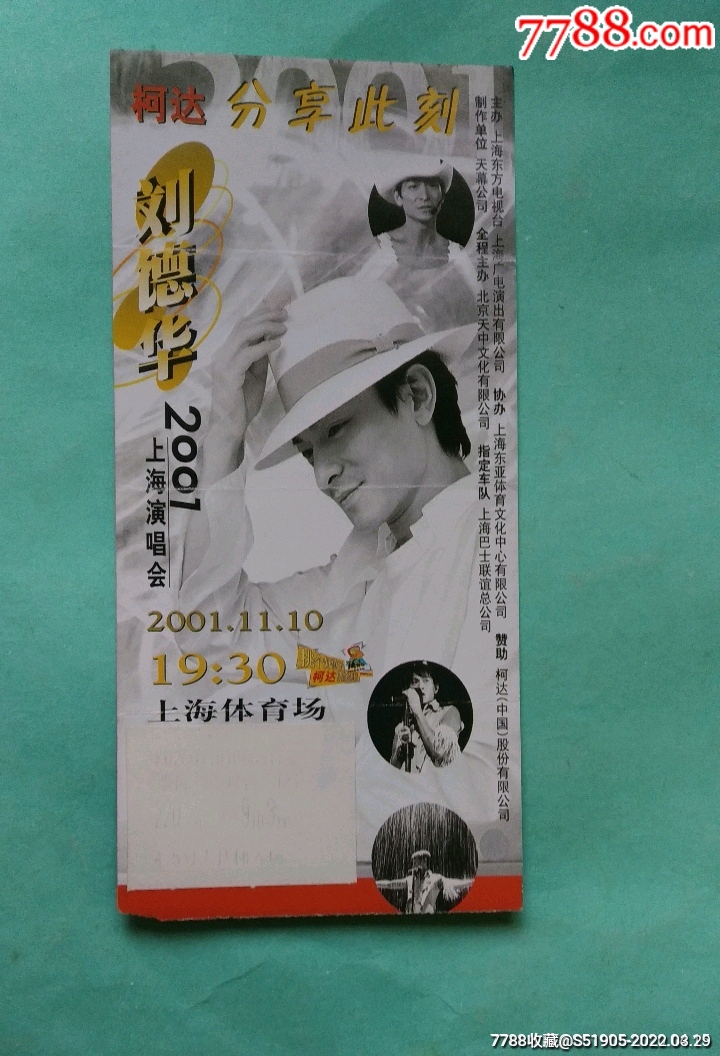 7788.com
2001
柯达 分享此刻
刘德华
2001
上海演唱会
2001.11.10
19:30
柯达
上海体育场
主办 上海东方电视台 上海广电演出有限公司 协办 上海东亚体育文化中心有限公司 赞助 柯达(中国)股份有限公司
制作单位 天幕公司 全程主办 北京天中文化有限公司 指定车队 上海巴士联谊总公司
7788收藏@S51905-2022.03.29